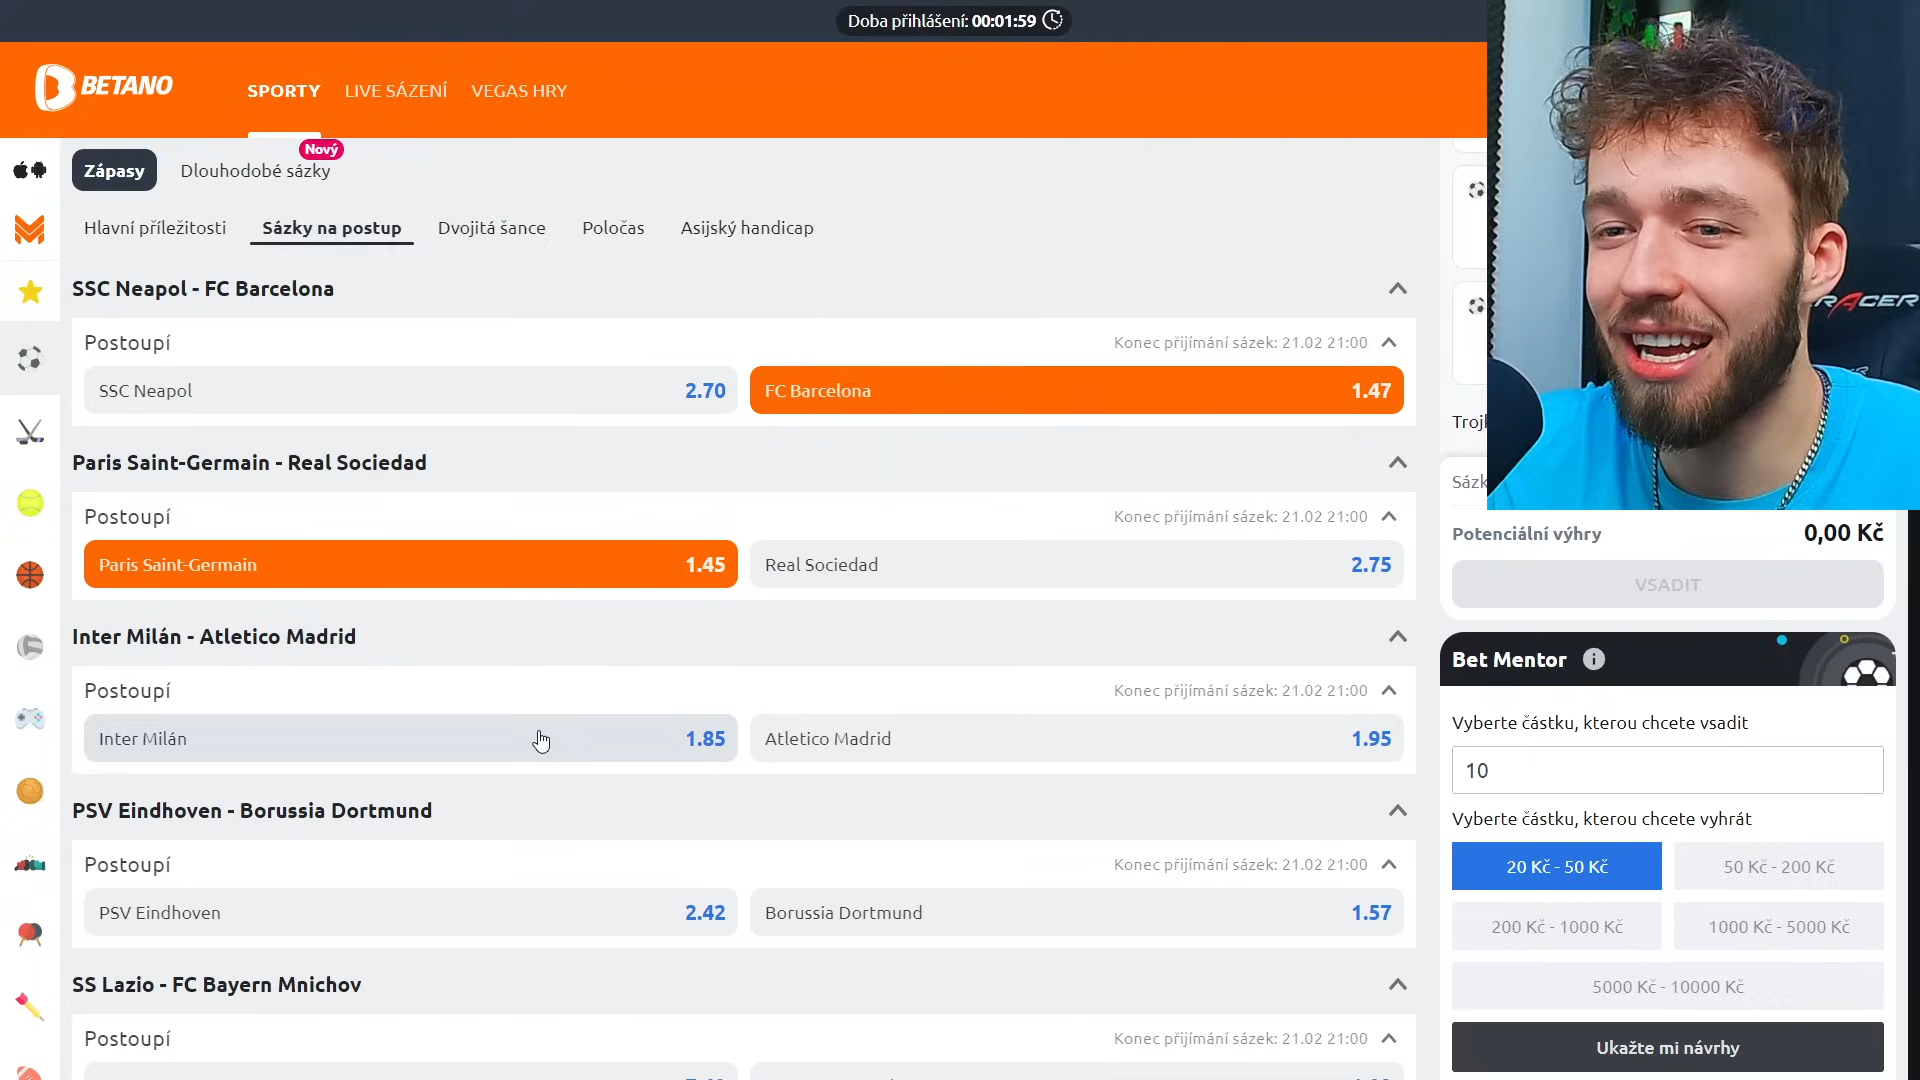 Doba přihlášení: 00:01:59
BETANO
SPORTY LIVE SÁZENÍ VEGAS HRY
Nový
Zápasy Dlouhodobé sázky
Hlavní příležitosti Sázky na postup Dvojitá šance Poločas Asijský handicap
SSC Neapol - FC Barcelona
Postoupí Konec přijímání sázek: 21.02 21:00
SSC Neapol 2.70 FC Barcelona 1.47
Paris Saint-Germain - Real Sociedad
Postoupí Konec přijímání sázek: 21.02 21:00
Paris Saint-Germain 1.45 Real Sociedad 2.75
Inter Milán - Atletico Madrid
Postoupí Konec přijímání sázek: 21.02 21:00
Inter Milán 1.85 Atletico Madrid 1.95
PSV Eindhoven - Borussia Dortmund
Postoupí Konec přijímání sázek: 21.02 21:00
PSV Eindhoven 2.42 Borussia Dortmund 1.57
SS Lazio - FC Bayern Mnichov
Postoupí Konec přijímání sázek: 21.02 21:00
RACER
Potenciální výhry 0,00 Kč
VSADIT
Bet Mentor
Vyberte částku, kterou chcete vsadit
10
Vyberte částku, kterou chcete vyhrát
20 Kč - 50 Kč 50 Kč - 200 Kč
200 Kč - 1000 Kč 1000 Kč - 5000 Kč
5000 Kč - 10000 Kč
Ukažte mi návrhy